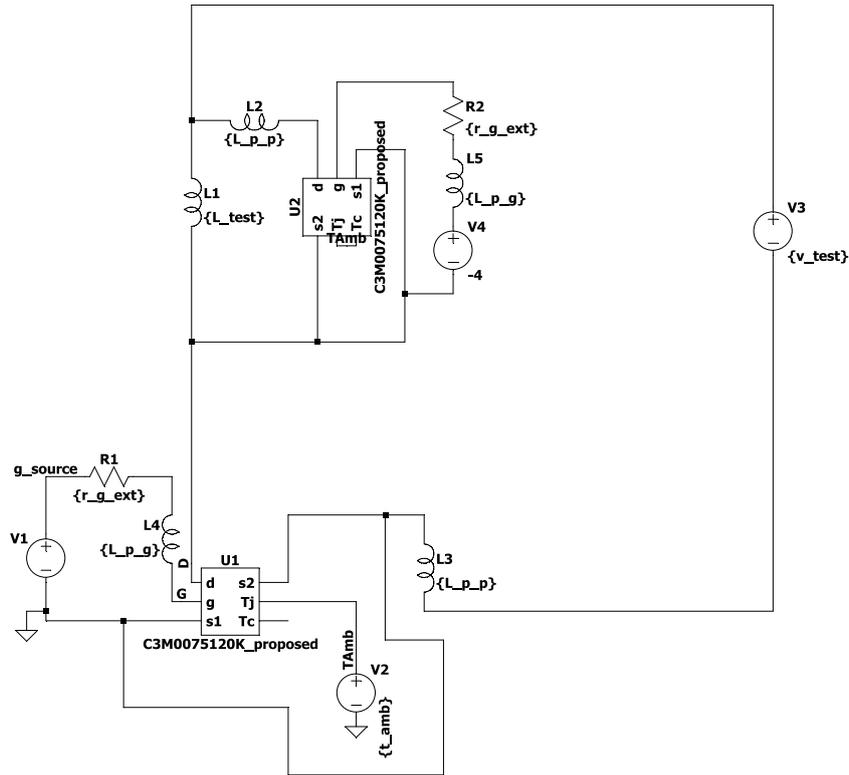 L2
{L_p_p}
R2
{r_g_ext}
L5
{L_p_g}
V4
+
–
-4
d
g
s1
s2
Tj
Tc
U2
TAmb
C3M0075120K_proposed
L1
{L_test}
V3
+
–
{v_test}
g_source
R1
{r_g_ext}
V1
+
–
L4
{L_p_g}
D
G
U1
d
s2
g
Tj
s1
Tc
C3M0075120K_proposed
L3
{L_p_p}
TAmb
V2
+
–
{t_amb}